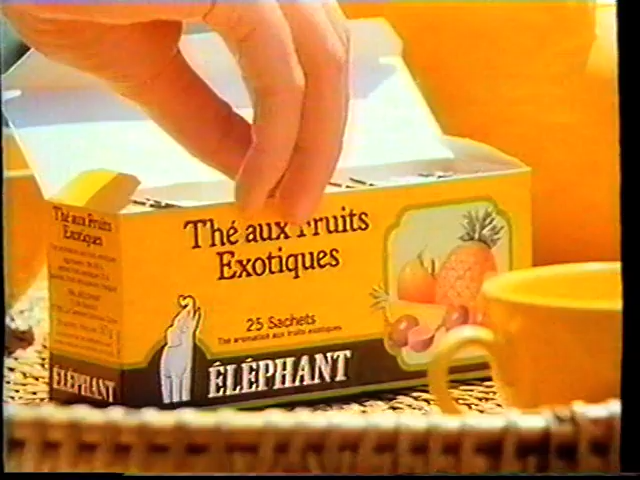 Thé aux Fruits
Exotiques
25 Sachets
Thé aromatisé aux fruits exotiques
ÉLÉPHANT
Thé aux Fruits
Exotiques
ÉLÉPHANT